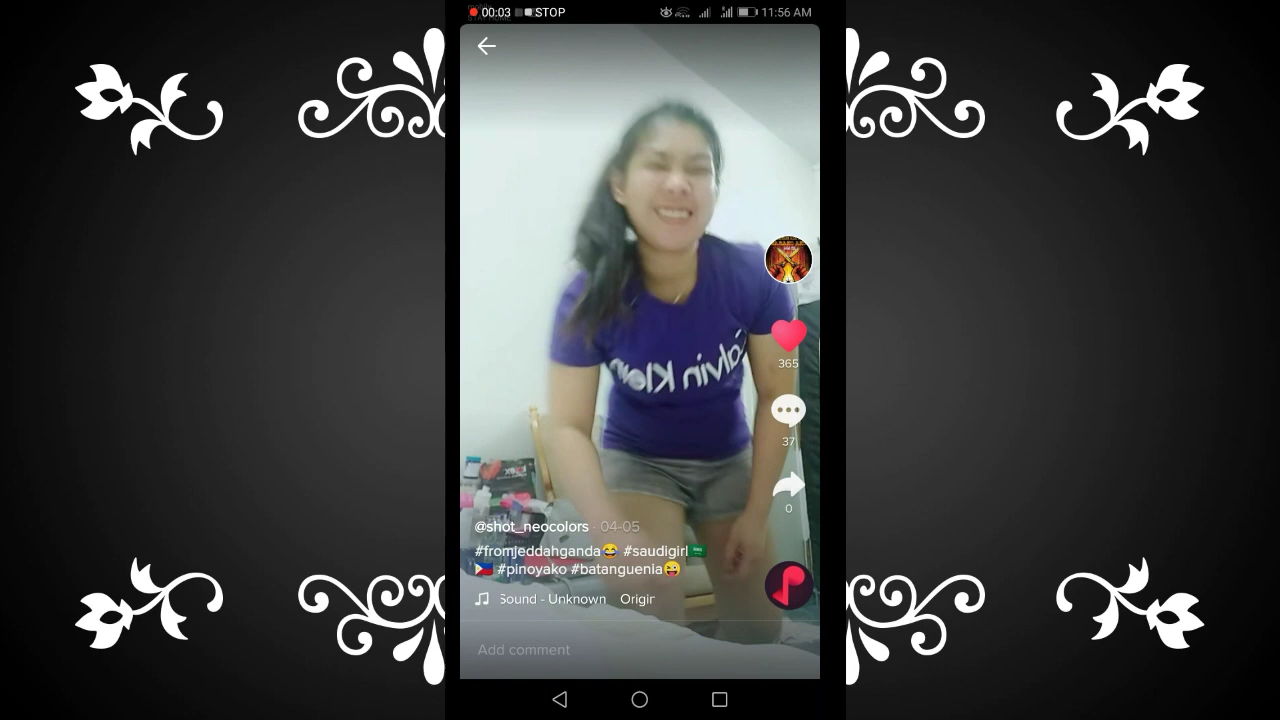 00:03 STOP 11:56 AM
Calvin Klein
365
37
0
@shot_neocolors · 04-05
#fromjeddahganda😂 #saudigirl🇸🇦
🇵🇭 #pinoyako #batanguenia😜
Sound - Unknown Origin
Add comment